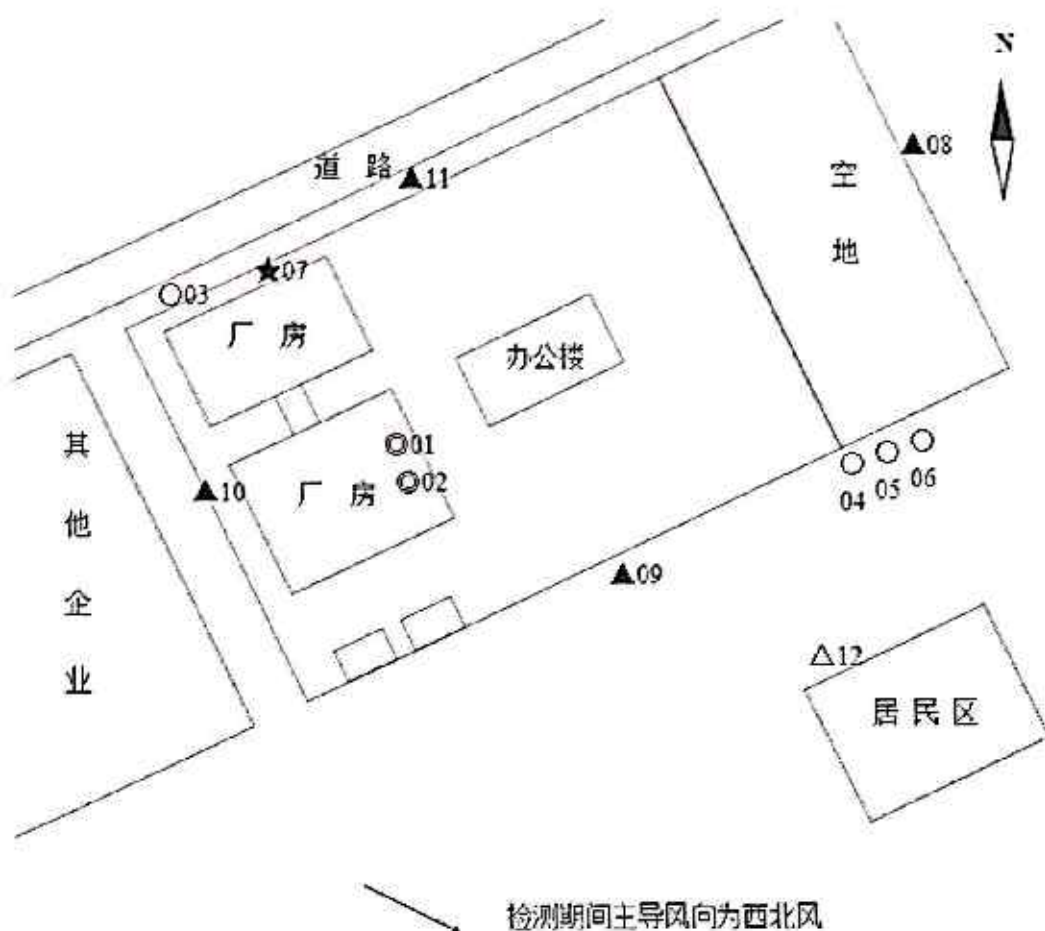 N
道 路
▲11
▲08
空
地
★07
○03
厂 房
办公楼
◎01
◎02
厂 房
▲10
其
他
企
业
○ ○ ○
04 05 06
▲09
△12
居 民 区
检测期间主导风向为西北风